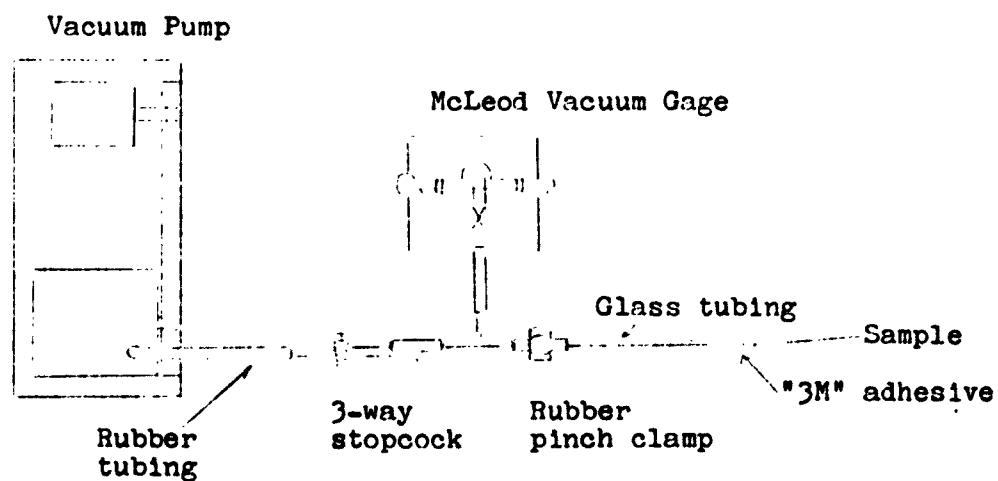 Vacuum Pump
McLeod Vacuum Gage
Glass tubing
Sample
"3M" adhesive
3-way
stopcock
Rubber
pinch clamp
Rubber
tubing